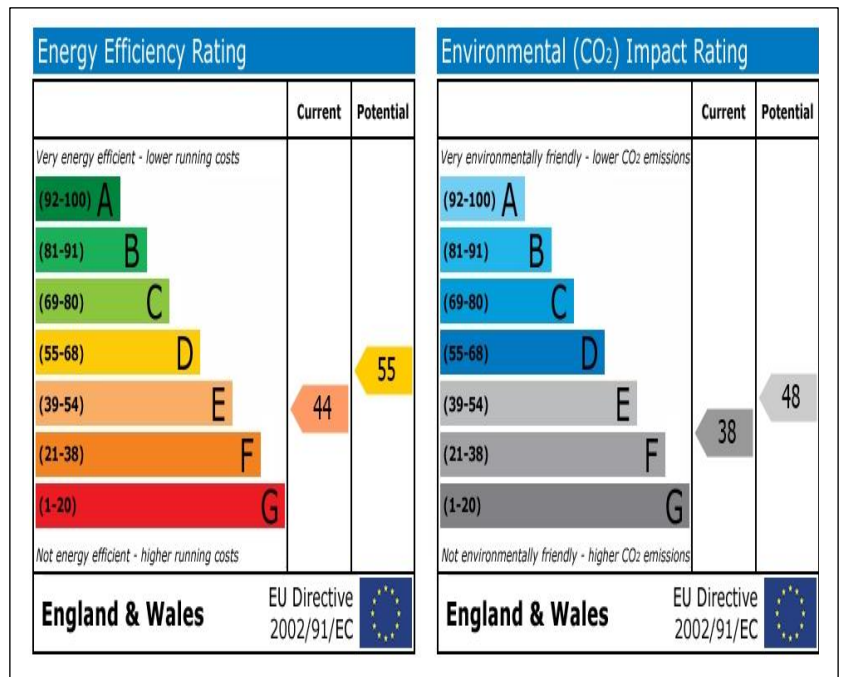 Energy Efficiency Rating
Current Potential
Very energy efficient - lower running costs
(92-100) A
(81-91) B
(69-80) C
(55-68) D
(39-54) E
(21-38) F
(1-20) G
44
55
Not energy efficient - higher running costs
England & Wales
EU Directive
2002/91/EC
Environmental (CO₂) Impact Rating
Current Potential
Very environmentally friendly - lower CO₂ emissions
(92-100) A
(81-91) B
(69-80) C
(55-68) D
(39-54) E
(21-38) F
(1-20) G
38
48
Not environmentally friendly - higher CO₂ emissions
England & Wales
EU Directive
2002/91/EC